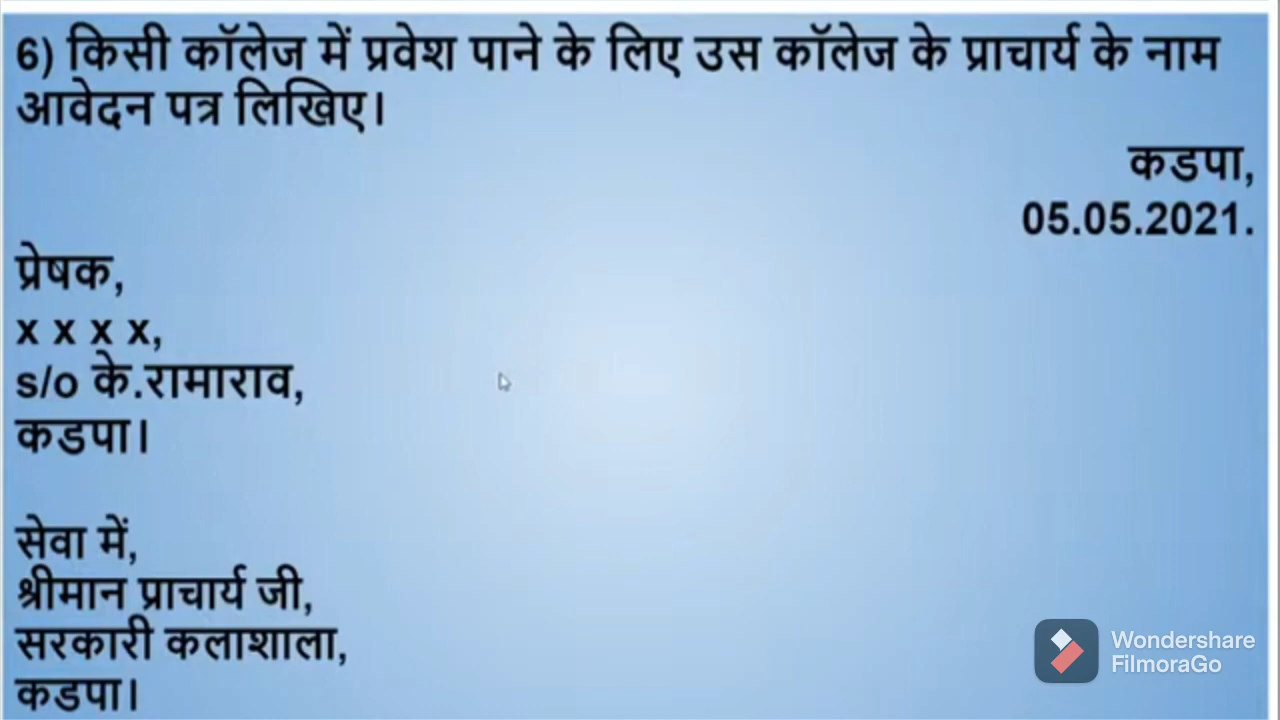 6) किसी कॉलेज में प्रवेश पाने के लिए उस कॉलेज के प्राचार्य के नाम
आवेदन पत्र लिखिए।
कडपा,
05.05.2021.
प्रेषक,
x x x x,
s/o के.रामाराव,
कडपा।
सेवा में,
श्रीमान प्राचार्य जी,
सरकारी कलाशाला,
कडपा।
Wondershare
FilmoraGo